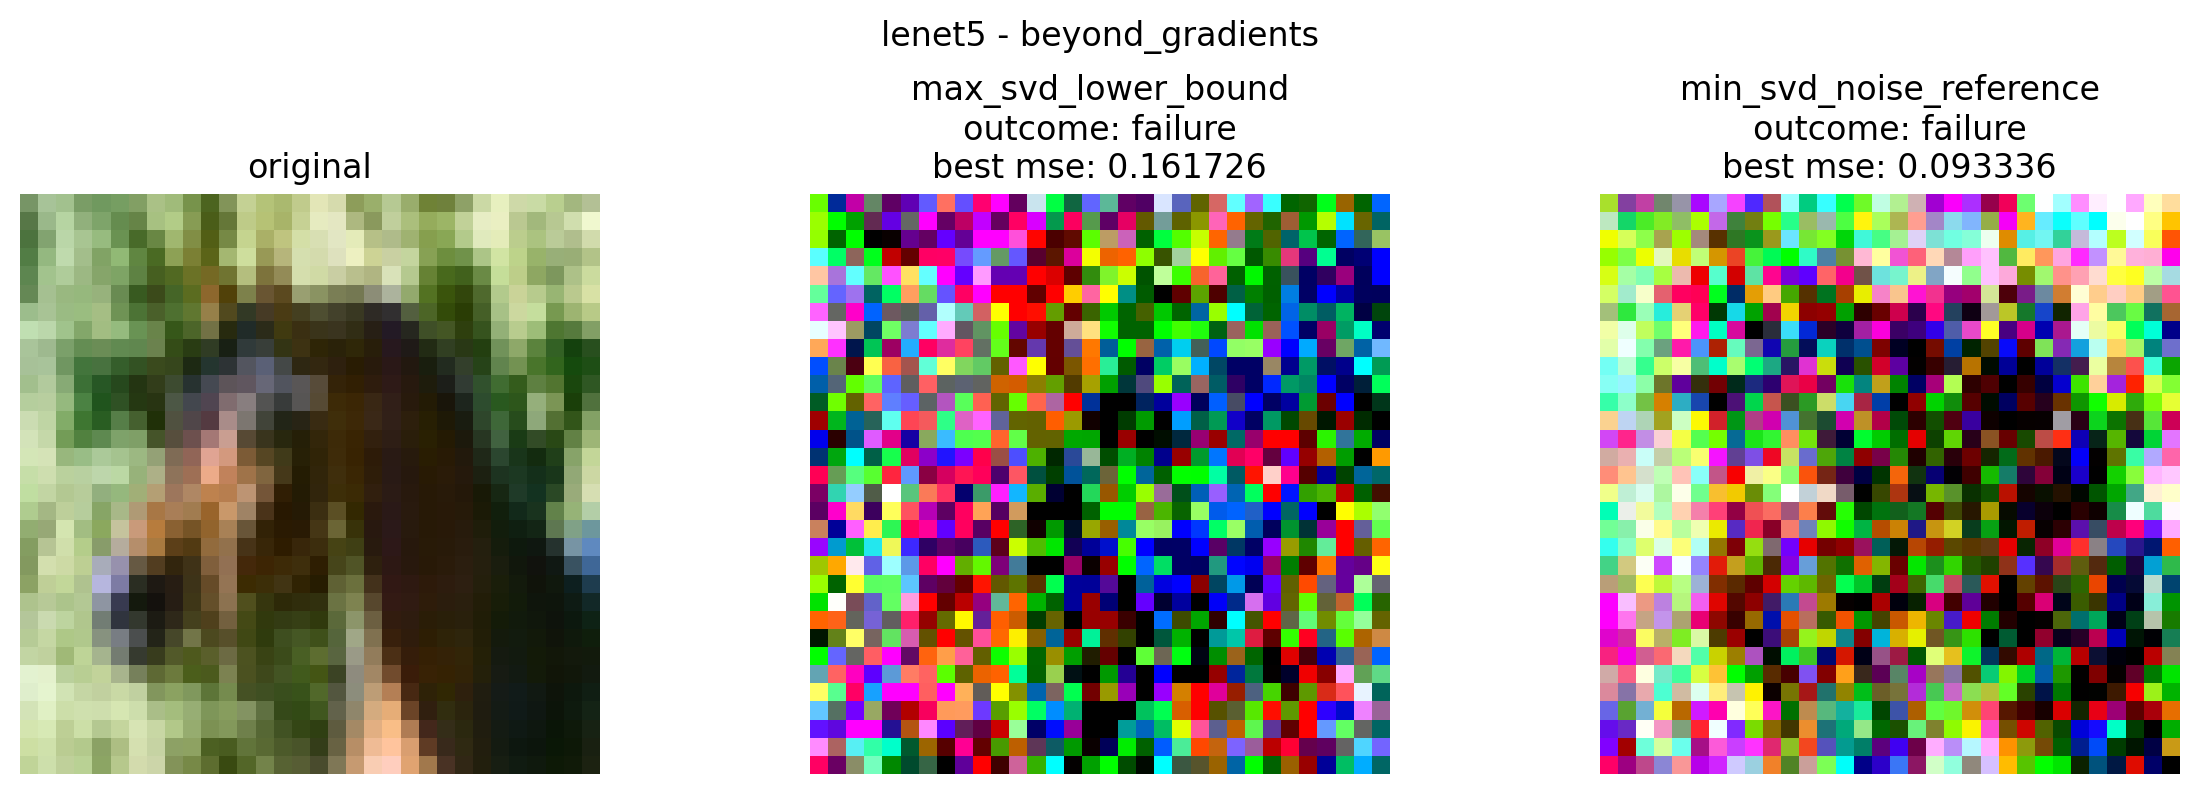 lenet5 - beyond_gradients
original
max_svd_lower_bound
outcome: failure
best mse: 0.161726
min_svd_noise_reference
outcome: failure
best mse: 0.093336